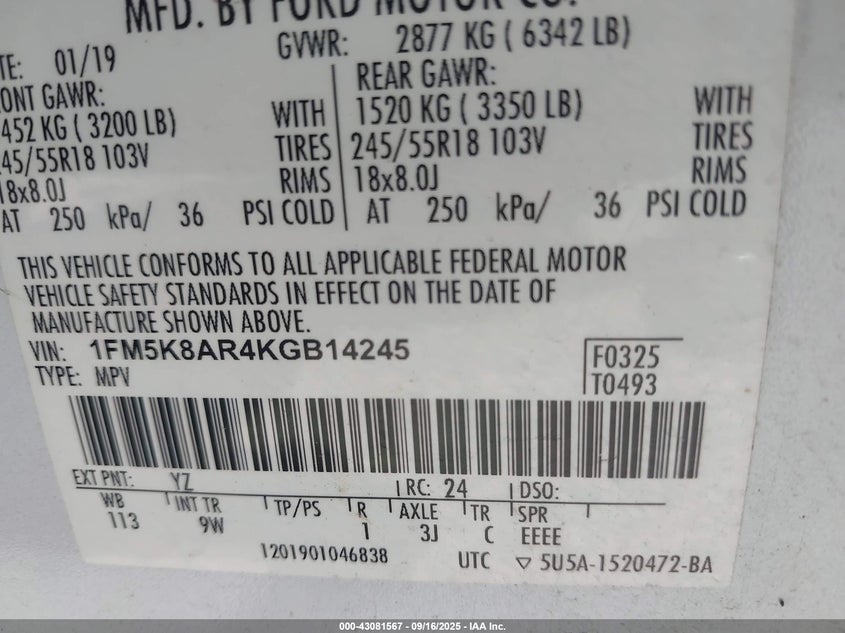 MFD. BY FORD MOTOR CO.
TE: 01/19 GVWR: 2877 KG ( 6342 LB)
ONT GAWR: REAR GAWR:
452 KG ( 3200 LB) WITH 1520 KG ( 3350 LB) WITH
245/55R18 103V TIRES 245/55R18 103V TIRES
18x8.0J RIMS 18x8.0J RIMS
AT 250 kPa/ 36 PSI COLD AT 250 kPa/ 36 PSI COLD
THIS VEHICLE CONFORMS TO ALL APPLICABLE FEDERAL MOTOR
VEHICLE SAFETY STANDARDS IN EFFECT ON THE DATE OF
MANUFACTURE SHOWN ABOVE.
VIN: 1FM5K8AR4KGB14245 F0325
TYPE: MPV T0493
EXT PNT: YZ RC: 24 DSO:
WB INT TR TP/PS R AXLE TR SPR
113 9W 1 3J C EEEE
1201901046838 UTC ▽ 5U5A-1520472-BA
000-43081567 - 09/16/2025 - IAA Inc.